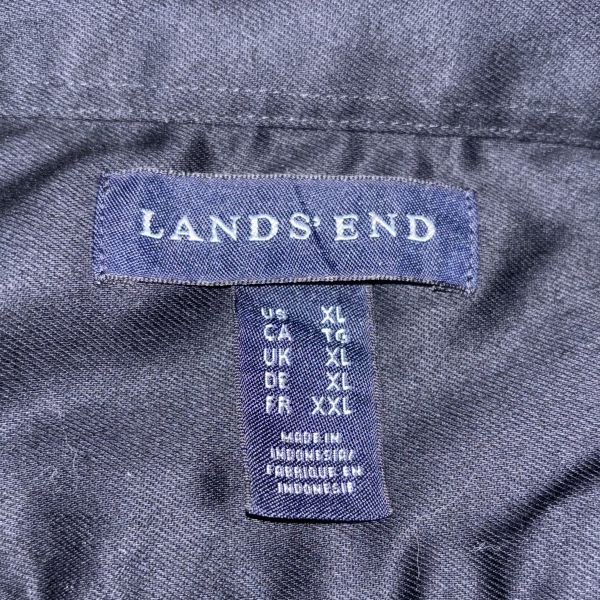 LANDS' END
US XL
CA TG
UK XL
DE XL
FR XXL
MADE IN
INDONESIA/
FABRIQUE EN
INDONESIE